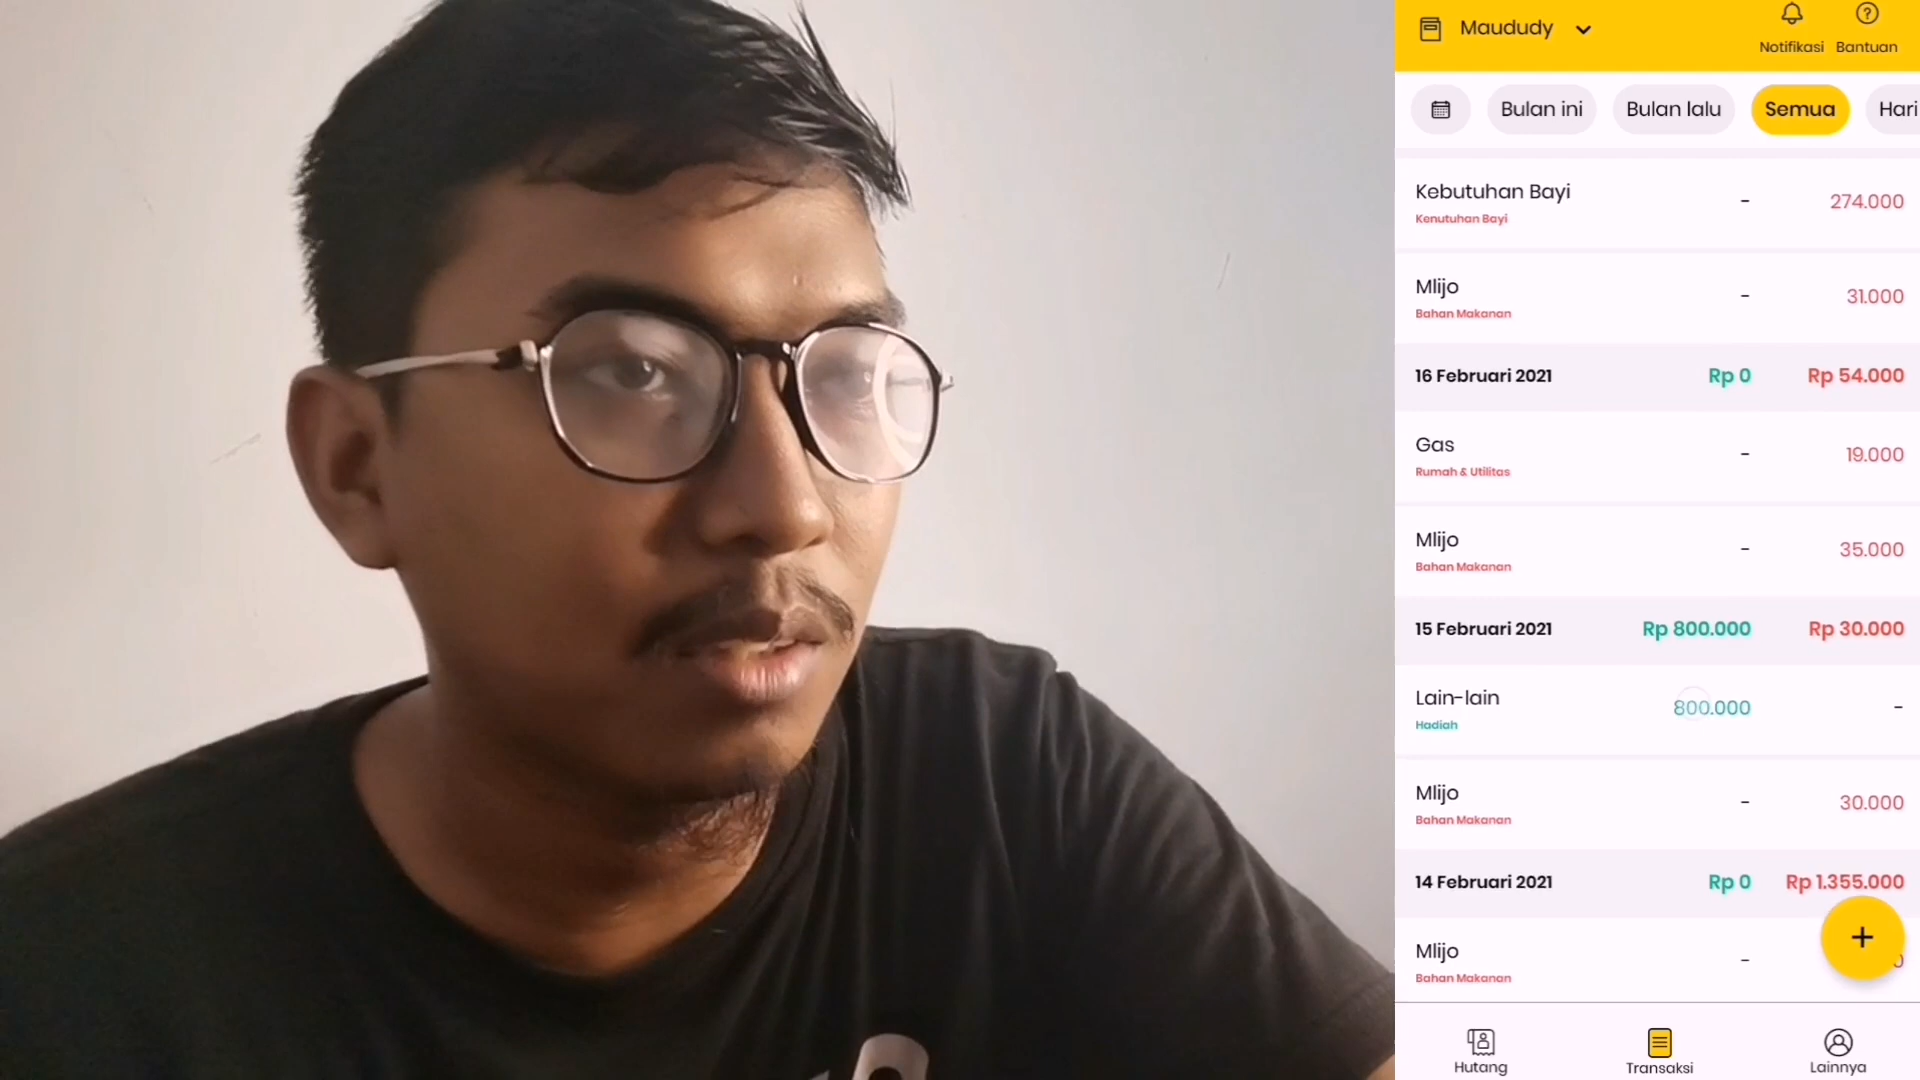 Maududy
Notifikasi
Bantuan
Bulan ini
Bulan lalu
Semua
Hari
Kebutuhan Bayi
Kenutuhan Bayi
- 274.000
Mlijo
Bahan Makanan
- 31.000
16 Februari 2021 Rp 0 Rp 54.000
Gas
Rumah & Utilitas
- 19.000
Mlijo
Bahan Makanan
- 35.000
15 Februari 2021 Rp 800.000 Rp 30.000
Lain-lain
Hadiah
800.000 -
Mlijo
Bahan Makanan
- 30.000
14 Februari 2021 Rp 0 Rp 1.355.000
Mlijo
Bahan Makanan
-
+
Hutang
Transaksi
Lainnya